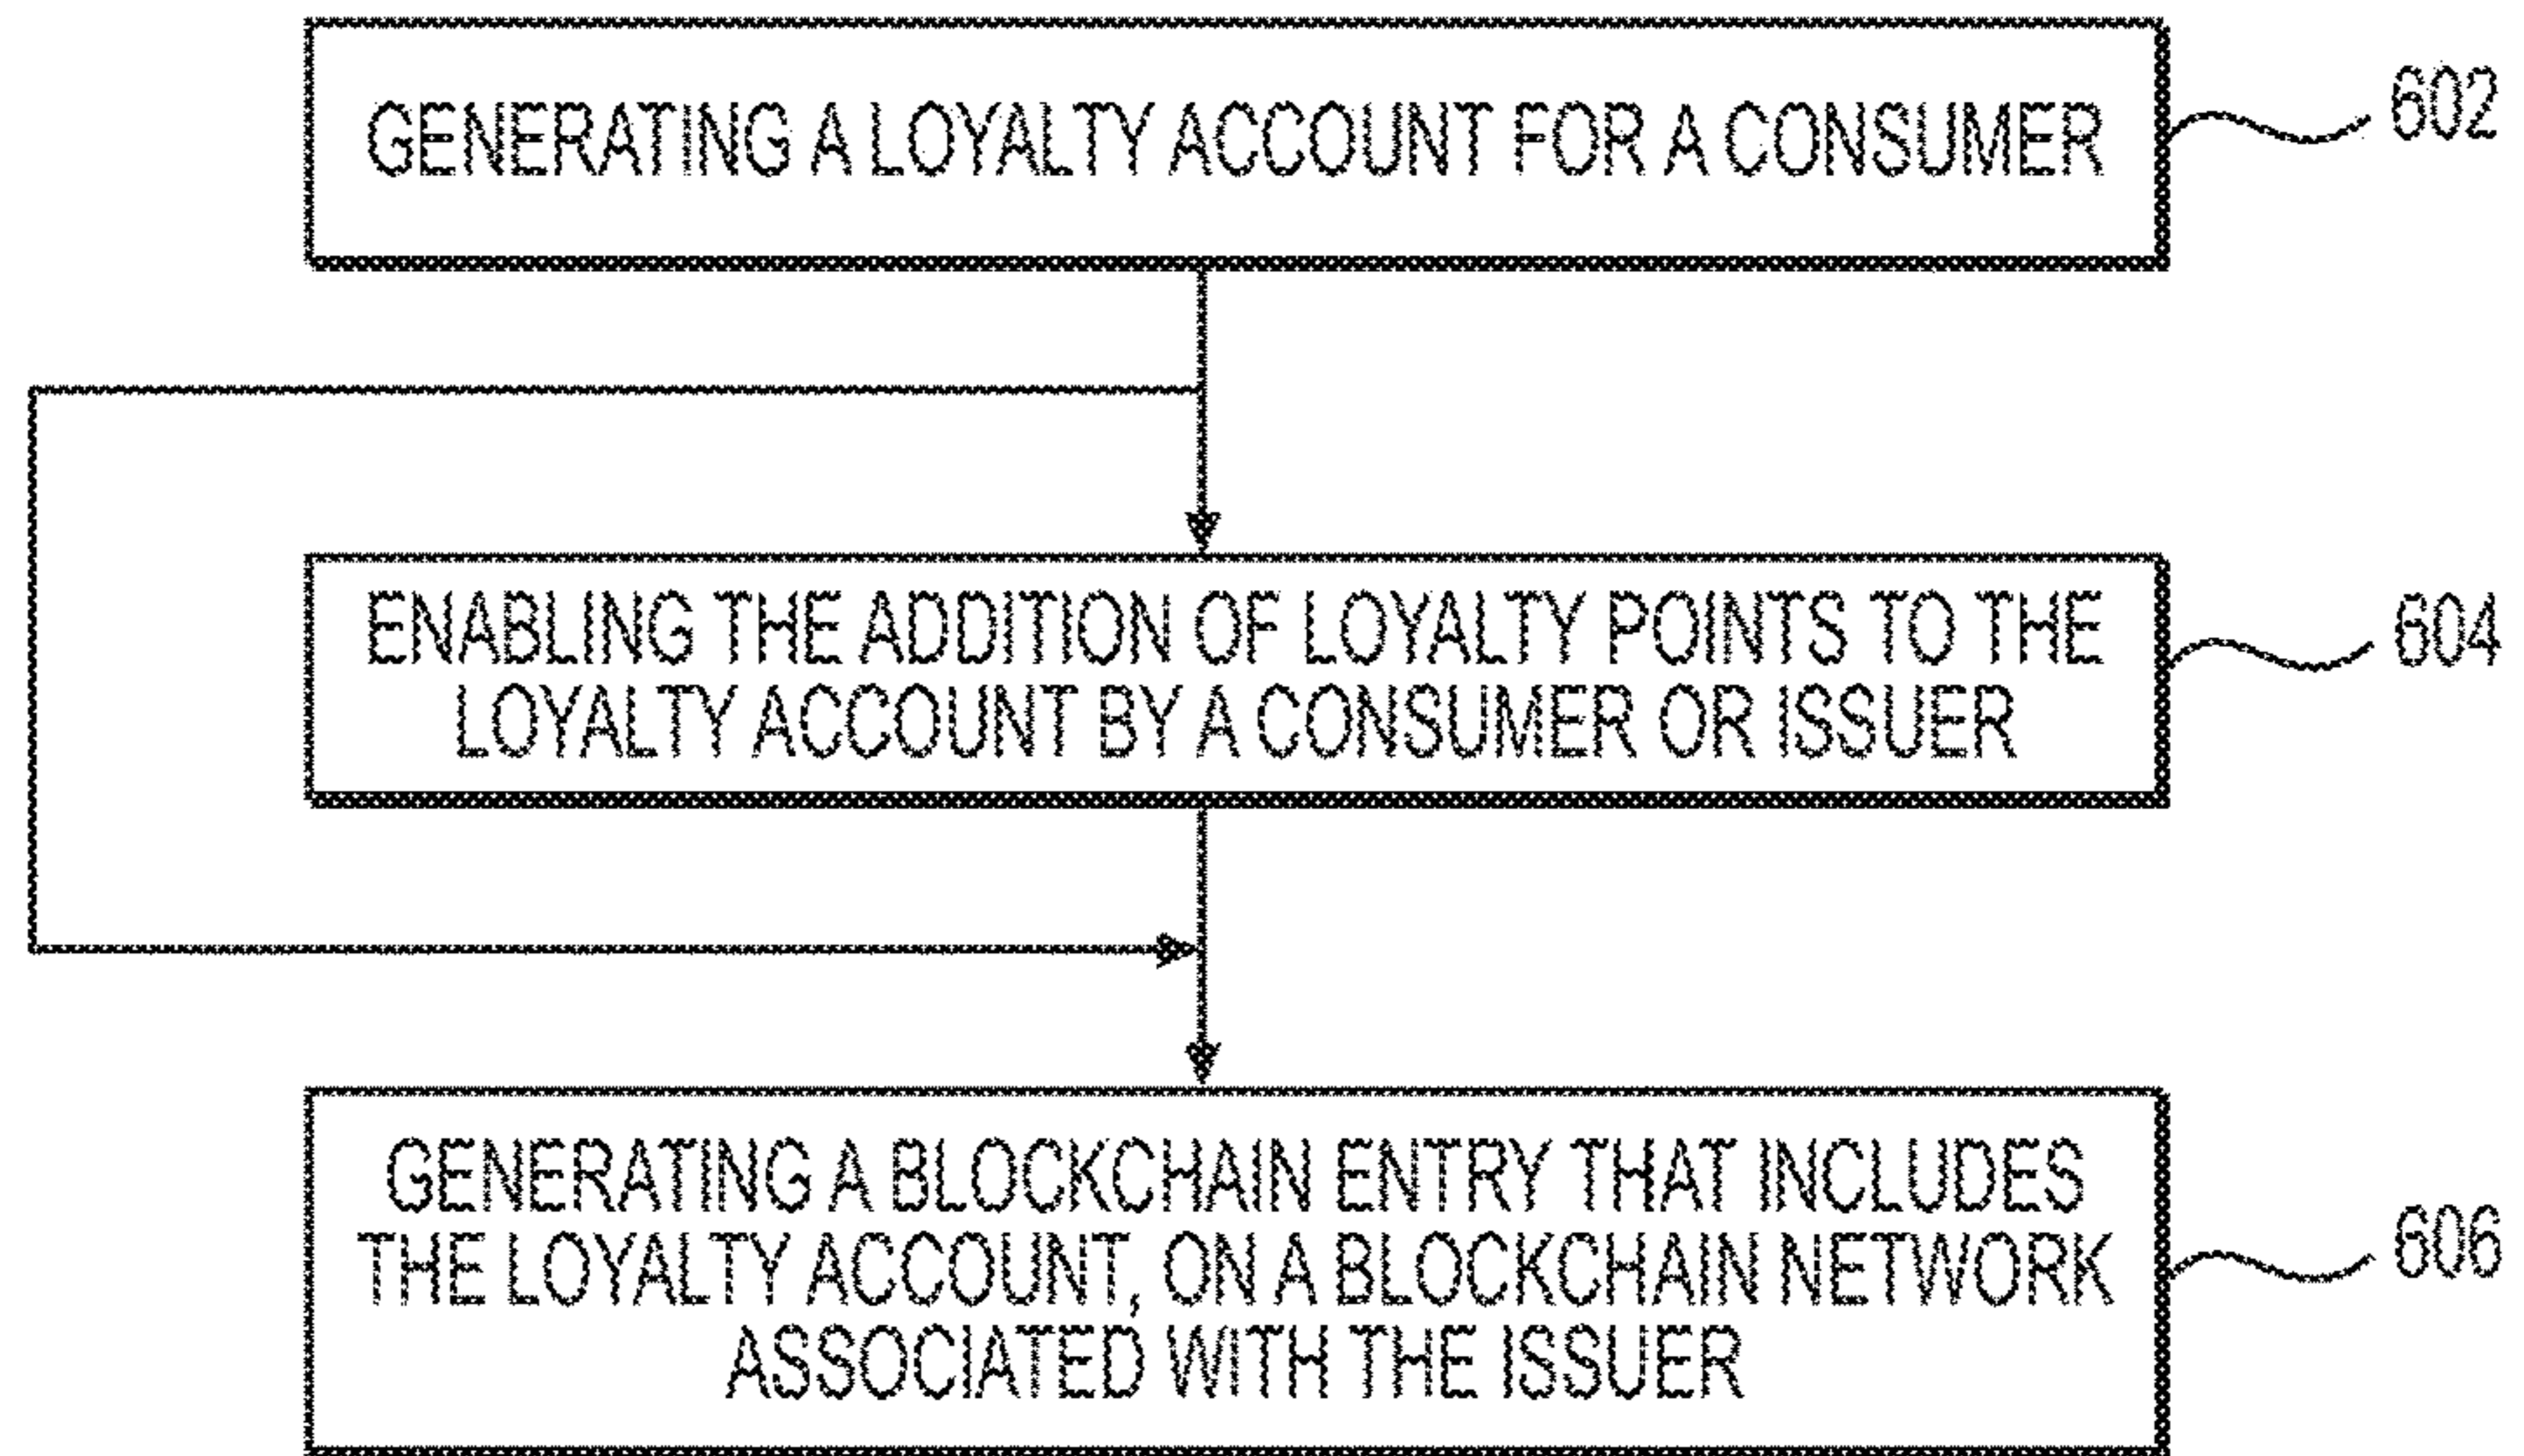 GENERATING A LOYALTY ACCOUNT FOR A CONSUMER
602
ENABLING THE ADDITION OF LOYALTY POINTS TO THE
LOYALTY ACCOUNT BY A CONSUMER OR ISSUER
604
GENERATING A BLOCKCHAIN ENTRY THAT INCLUDES
THE LOYALTY ACCOUNT, ON A BLOCKCHAIN NETWORK
ASSOCIATED WITH THE ISSUER
606